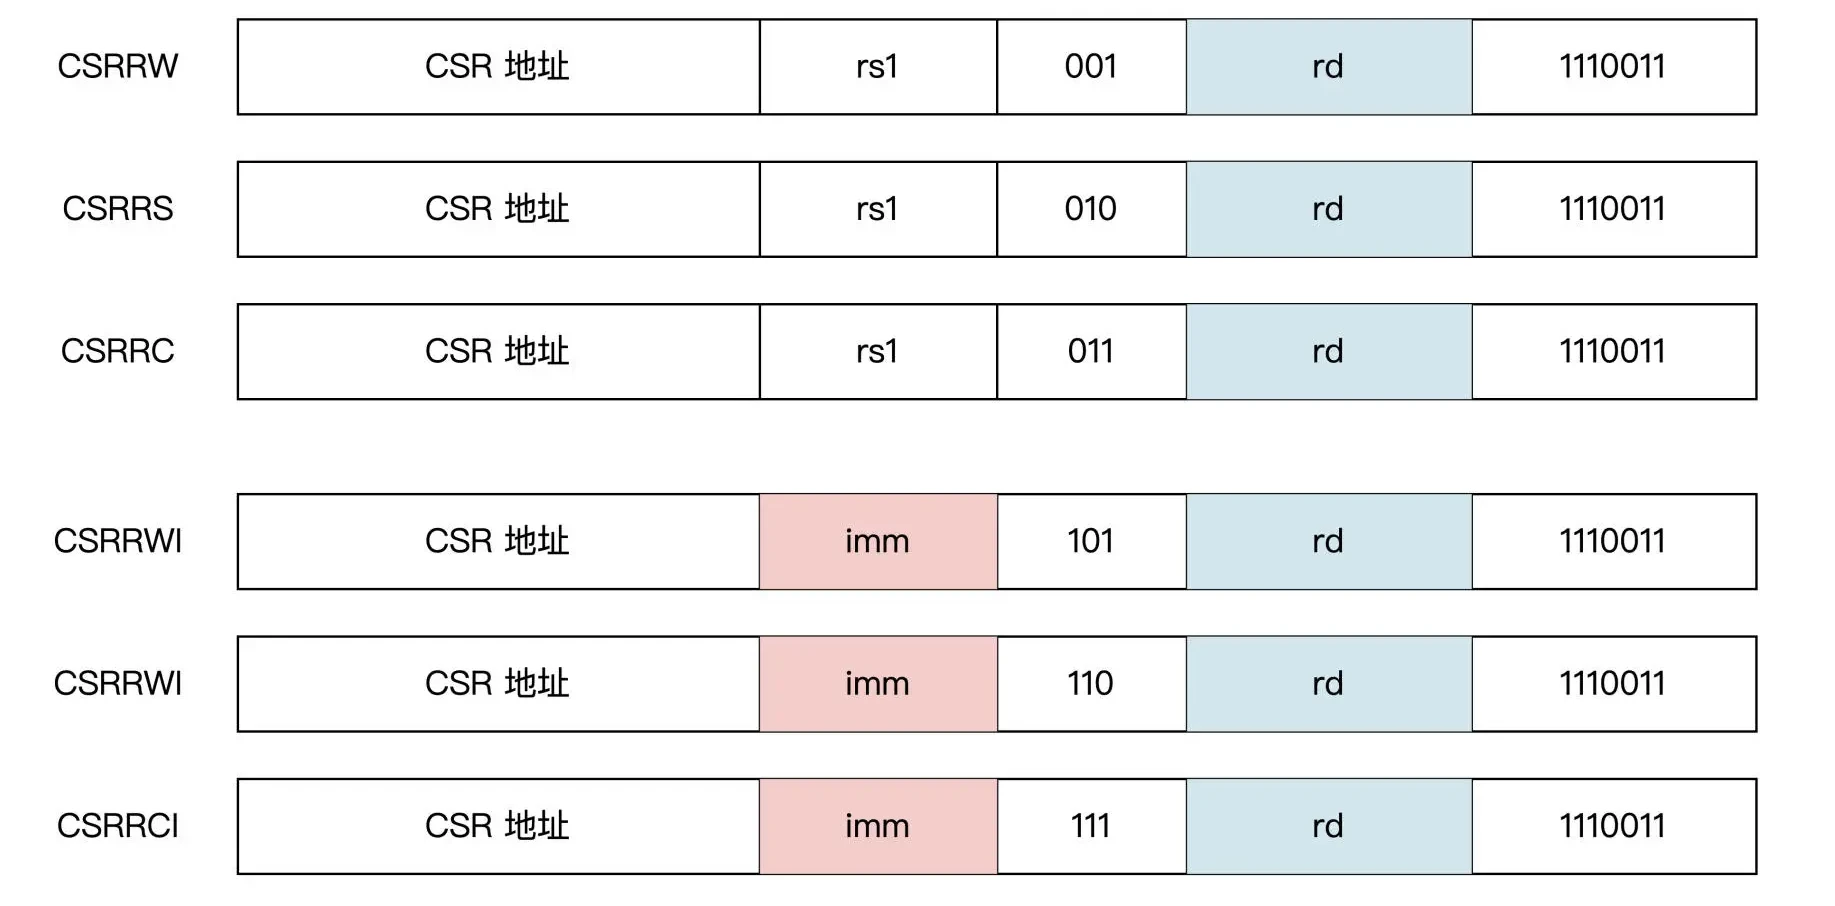 CSRRW CSR 地址 rs1 001 rd 1110011
CSRRS CSR 地址 rs1 010 rd 1110011
CSRRC CSR 地址 rs1 011 rd 1110011
CSRRWI CSR 地址 imm 101 rd 1110011
CSRRWI CSR 地址 imm 110 rd 1110011
CSRRCI CSR 地址 imm 111 rd 1110011